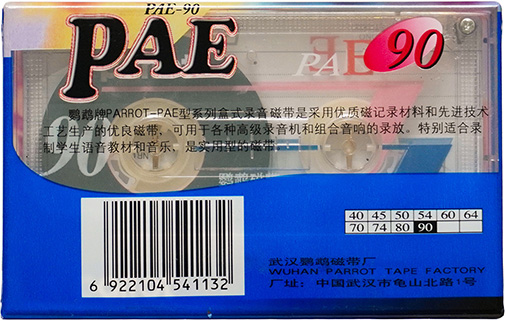 PAE-90
PAE
PAE
90
鹦鹉牌PARROT-PAE型系列盒式录音磁带是采用优质磁记录材料和先进技术
工艺生产的优良磁带，可用于各种高级录音机和组合音响的录放。特别适合录
制学生语音教材和音乐、是实用型的磁带。
90
鹦鹉磁
40 45 50 54 60 64
70 74 80 90
武汉鹦鹉磁带厂
WUHAN PARROT TAPE FACTORY
厂址：中国武汉市龟山北路1号
6 922104 541132